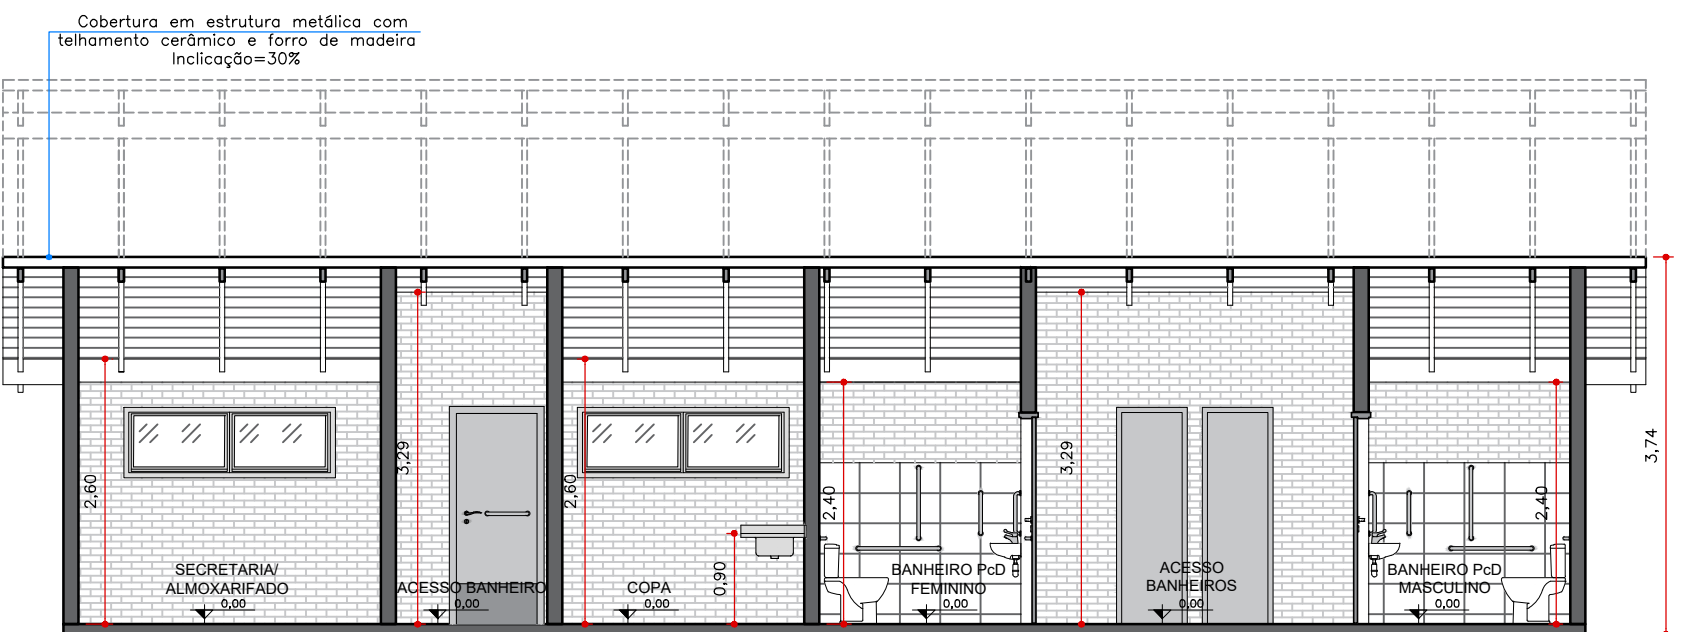 Cobertura em estrutura metálica com
telhamento cerâmico e forro de madeira
Inclicação=30%
3,74
3,29
3,29
2,60
2,60
2,40
2,40
0,90
SECRETARIA/
ALMOXARIFADO
0,00
ACESSO BANHEIRO
0,00
COPA
0,00
BANHEIRO PcD
FEMININO
0,00
ACESSO
BANHEIROS
0,00
BANHEIRO PcD
MASCULINO
0,00